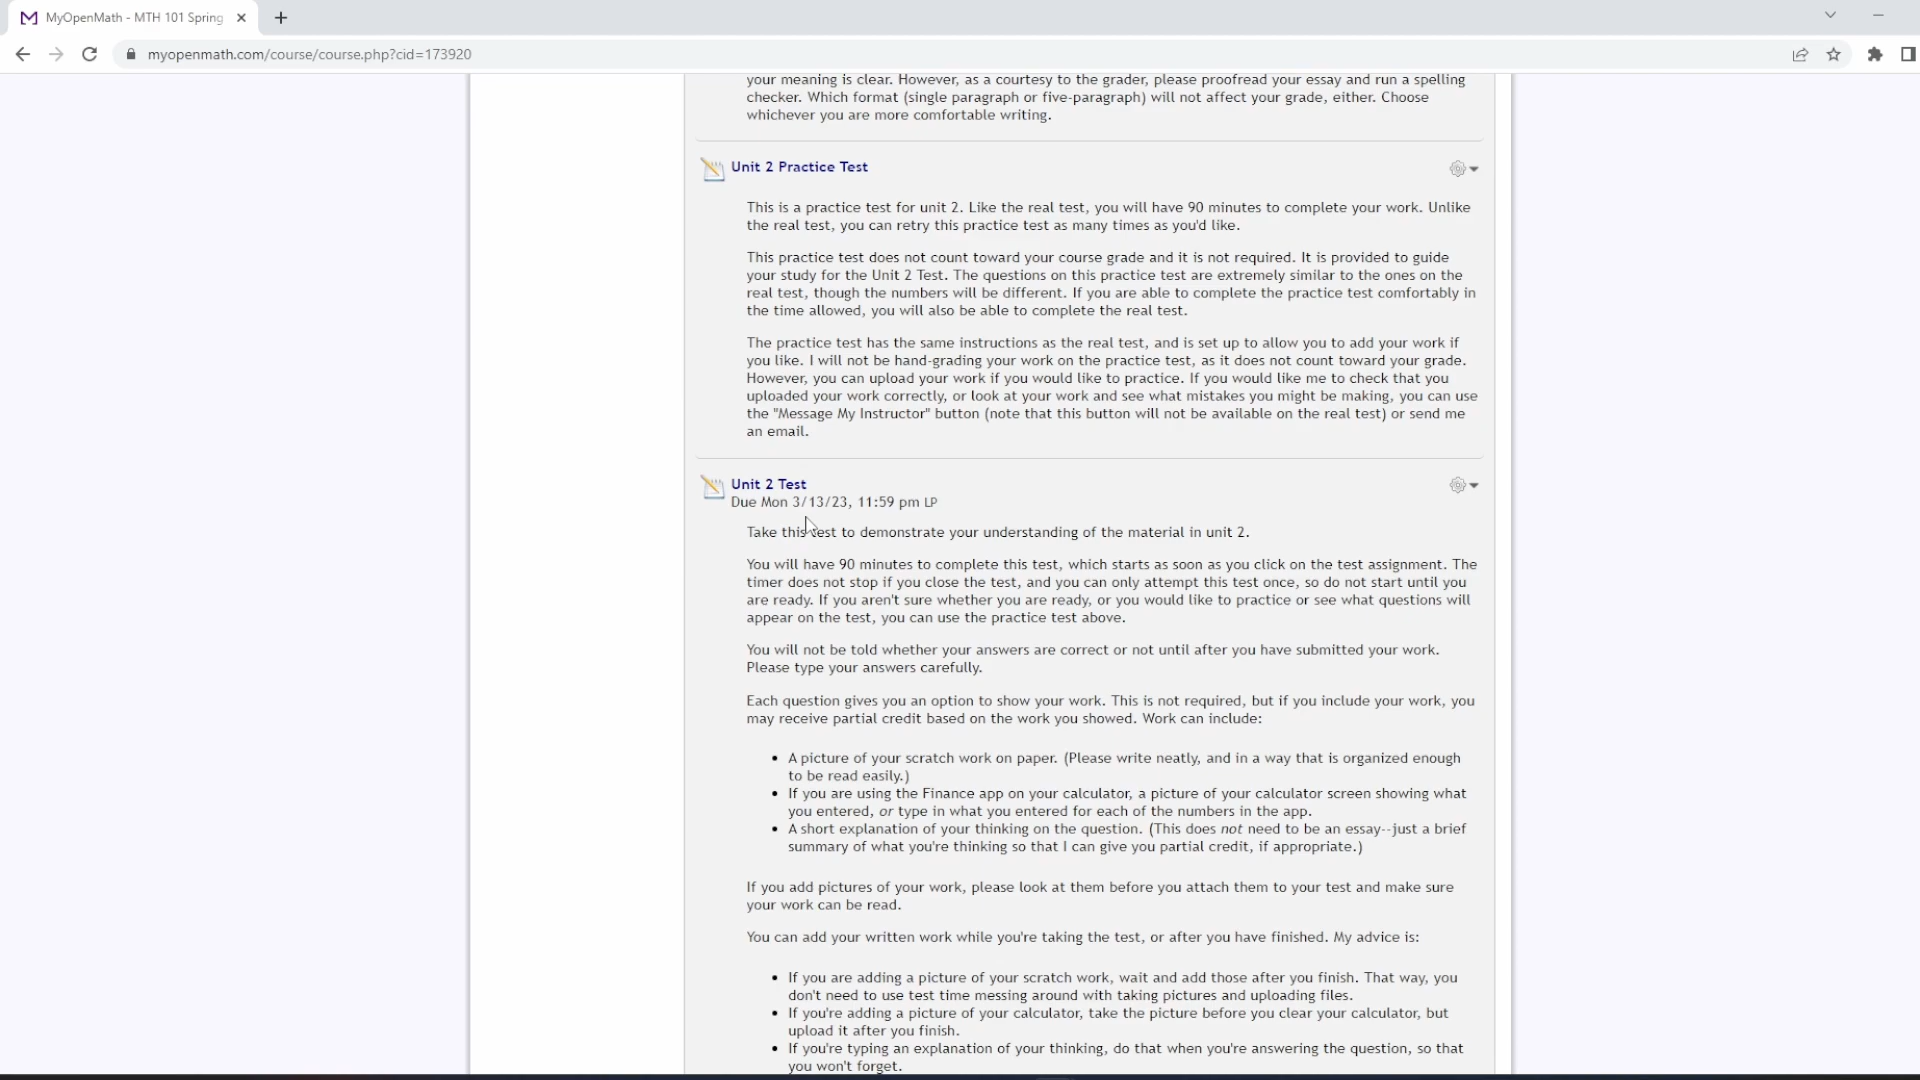 MyOpenMath - MTH 101 Spring
myopenmath.com/course/course.php?cid=173920
your meaning is clear. However, as a courtesy to the grader, please proofread your essay and run a spelling
checker. Which format (single paragraph or five-paragraph) will not affect your grade, either. Choose
whichever you are more comfortable writing.
Unit 2 Practice Test
This is a practice test for unit 2. Like the real test, you will have 90 minutes to complete your work. Unlike
the real test, you can retry this practice test as many times as you'd like.
This practice test does not count toward your course grade and it is not required. It is provided to guide
your study for the Unit 2 Test. The questions on this practice test are extremely similar to the ones on the
real test, though the numbers will be different. If you are able to complete the practice test comfortably in
the time allowed, you will also be able to complete the real test.
The practice test has the same instructions as the real test, and is set up to allow you to add your work if
you like. I will not be hand-grading your work on the practice test, as it does not count toward your grade.
However, you can upload your work if you would like to practice. If you would like me to check that you
uploaded your work correctly, or look at your work and see what mistakes you might be making, you can use
the "Message My Instructor" button (note that this button will not be available on the real test) or send me
an email.
Unit 2 Test
Due Mon 3/13/23, 11:59 pm LP
Take this test to demonstrate your understanding of the material in unit 2.
You will have 90 minutes to complete this test, which starts as soon as you click on the test assignment. The
timer does not stop if you close the test, and you can only attempt this test once, so do not start until you
are ready. If you aren't sure whether you are ready, or you would like to practice or see what questions will
appear on the test, you can use the practice test above.
You will not be told whether your answers are correct or not until after you have submitted your work.
Please type your answers carefully.
Each question gives you an option to show your work. This is not required, but if you include your work, you
may receive partial credit based on the work you showed. Work can include:
• A picture of your scratch work on paper. (Please write neatly, and in a way that is organized enough
to be read easily.)
• If you are using the Finance app on your calculator, a picture of your calculator screen showing what
you entered, or type in what you entered for each of the numbers in the app.
• A short explanation of your thinking on the question. (This does not need to be an essay--just a brief
summary of what you're thinking so that I can give you partial credit, if appropriate.)
If you add pictures of your work, please look at them before you attach them to your test and make sure
your work can be read.
You can add your written work while you're taking the test, or after you have finished. My advice is:
• If you are adding a picture of your scratch work, wait and add those after you finish. That way, you
don't need to use test time messing around with taking pictures and uploading files.
• If you're adding a picture of your calculator, take the picture before you clear your calculator, but
upload it after you finish.
• If you're typing an explanation of your thinking, do that when you're answering the question, so that
you won't forget.